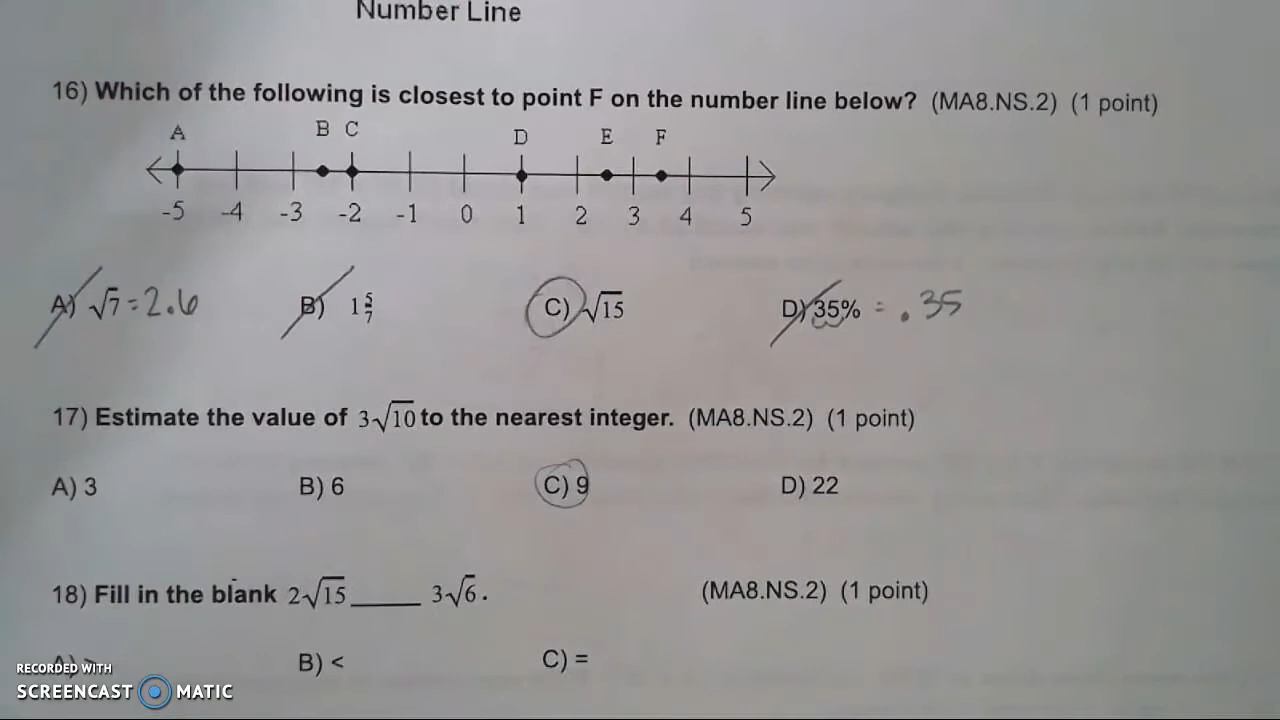 Number Line
16) Which of the following is closest to point F on the number line below? (MA8.NS.2) (1 point)
A B C D E F
-5 -4 -3 -2 -1 0 1 2 3 4 5
A) √7 = 2.6 B) 1 5/7 C) √15 D) 35% = .35
17) Estimate the value of 3√10 to the nearest integer. (MA8.NS.2) (1 point)
A) 3 B) 6 C) 9 D) 22
18) Fill in the blank 2√15 _____ 3√6. (MA8.NS.2) (1 point)
B) < C) =
RECORDED WITH
SCREENCAST MATIC